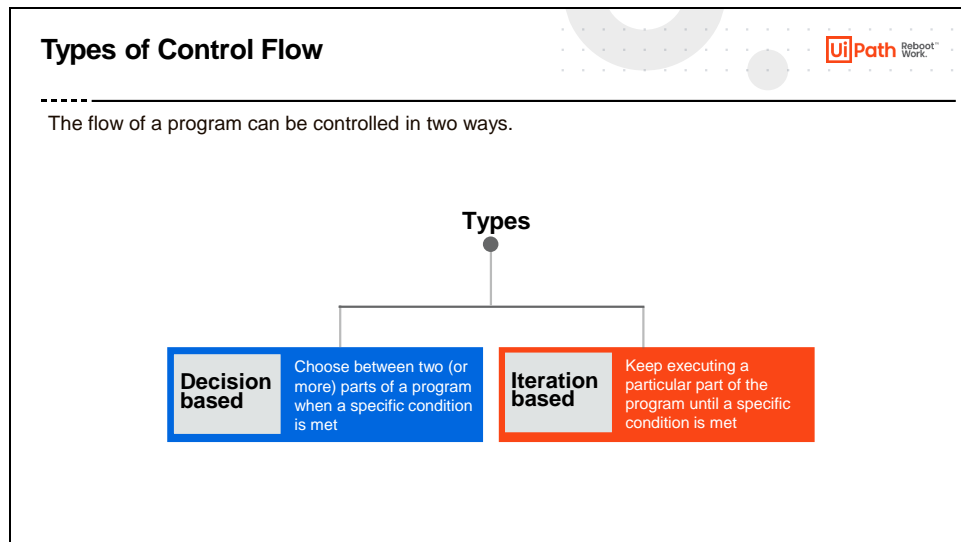 Types of Control Flow
UiPath Reboot™
Work.
The flow of a program can be controlled in two ways.
Types
Decision
based
Choose between two (or
more) parts of a program
when a specific condition
is met
Iteration
based
Keep executing a
particular part of the
program until a specific
condition is met